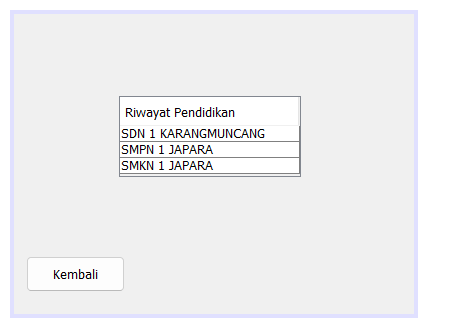 Riwayat Pendidikan
SDN 1 KARANGMUNCANG
SMPN 1 JAPARA
SMKN 1 JAPARA
Kembali